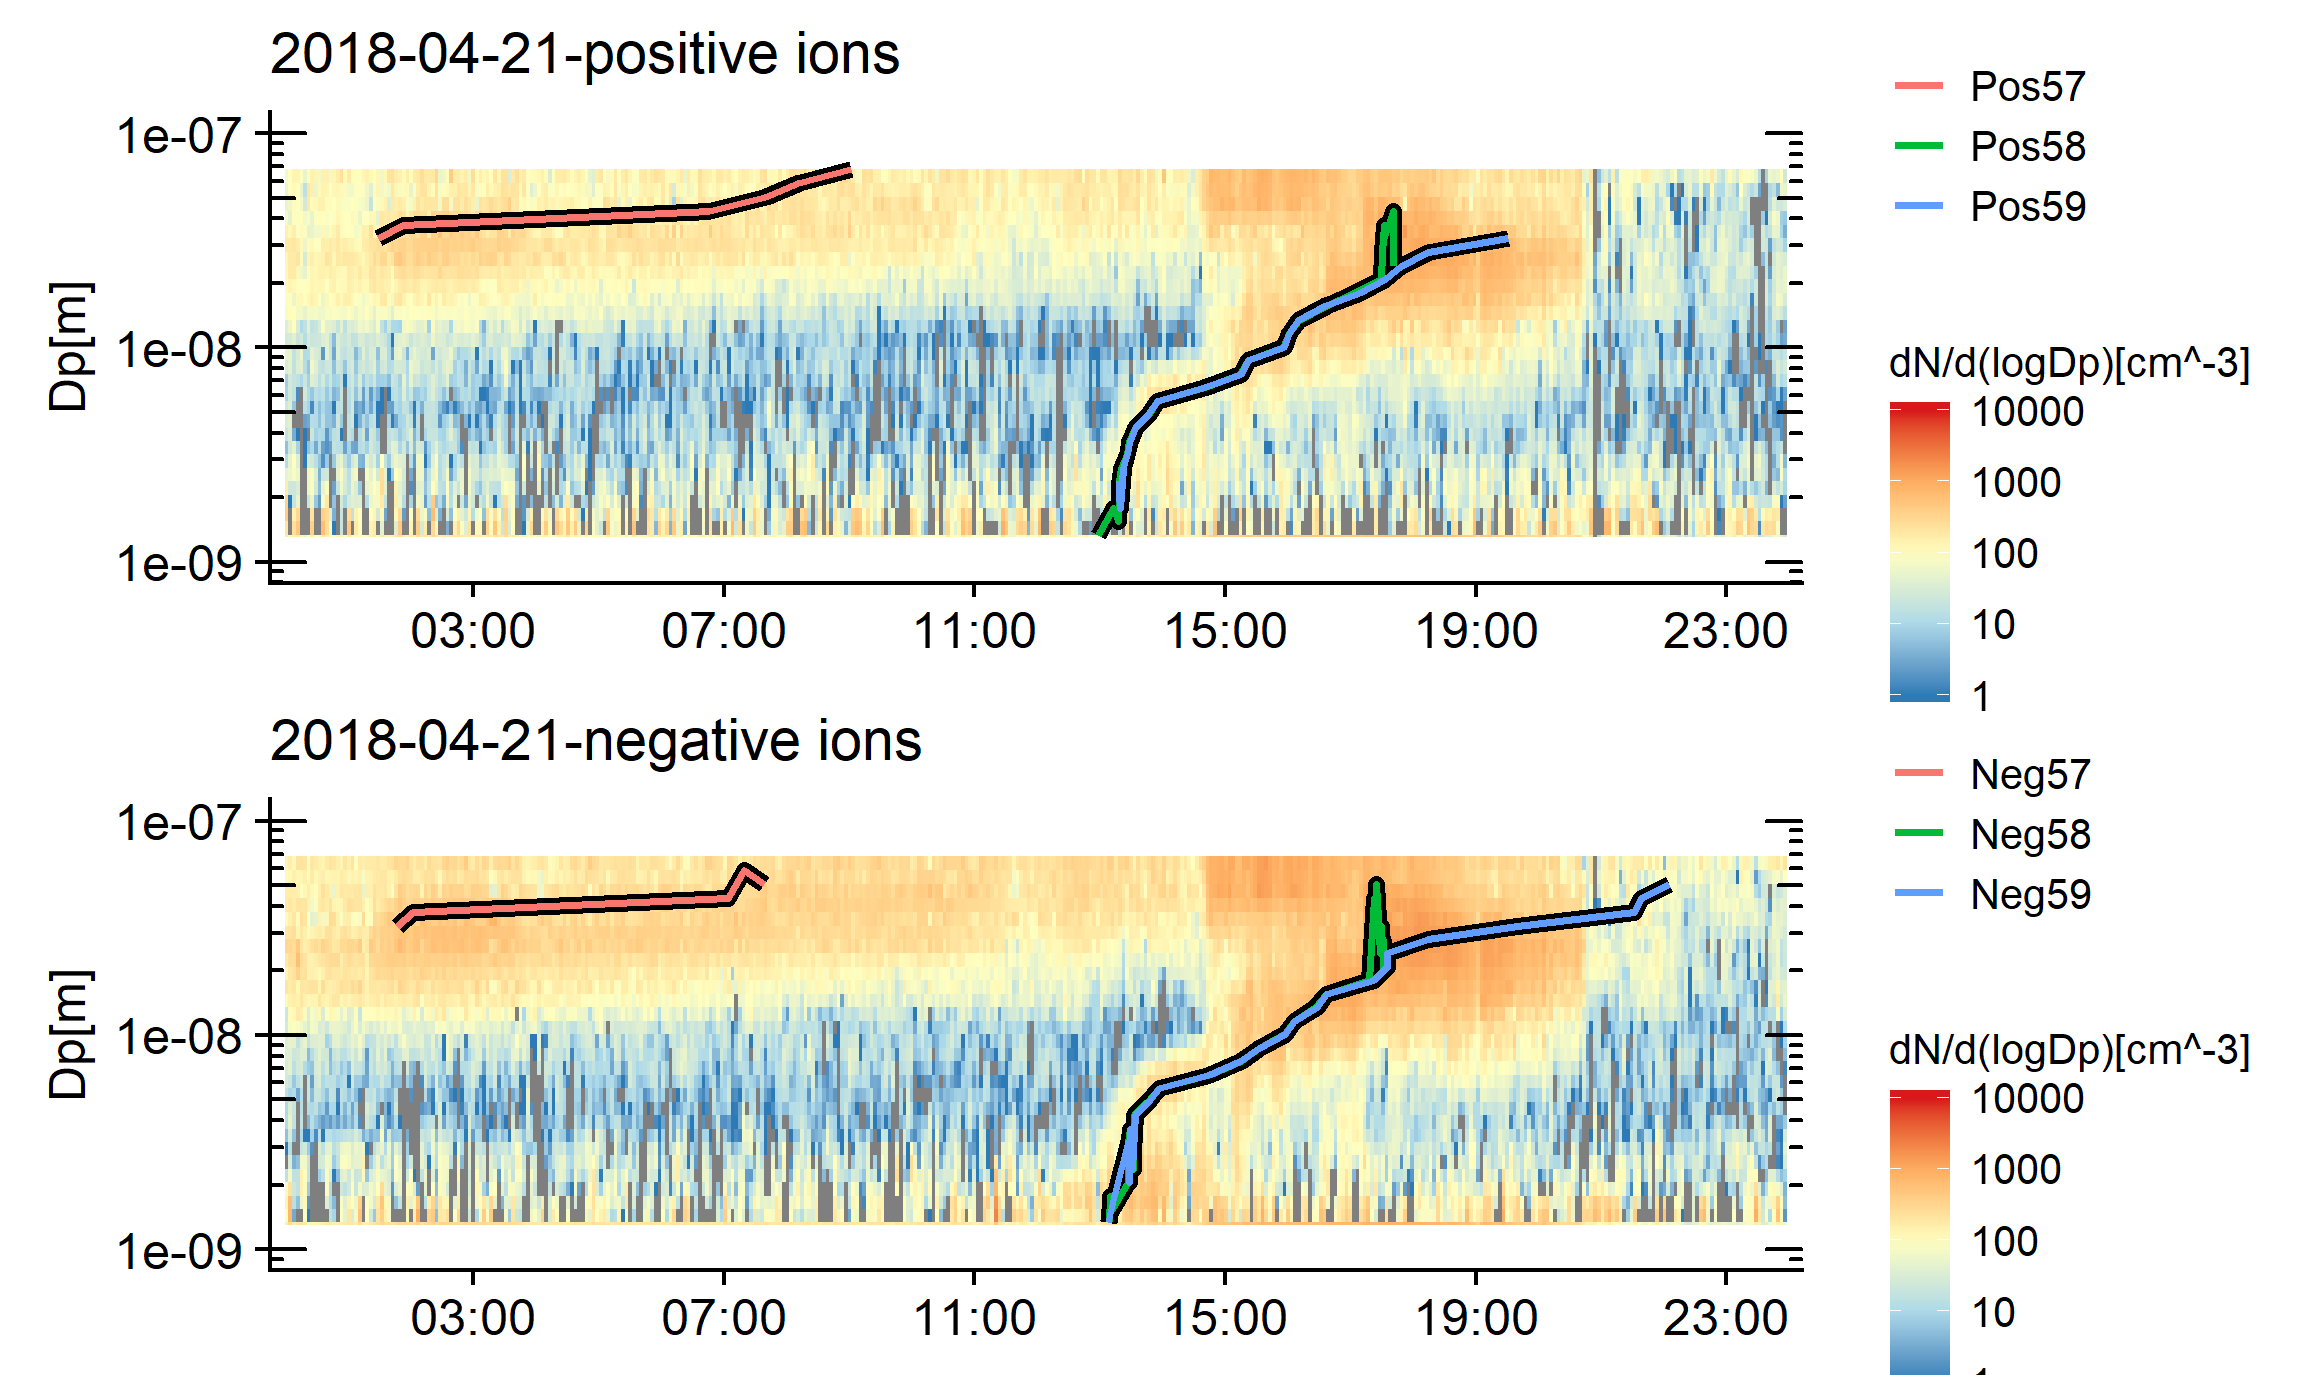 2018-04-21-positive ions
Dp[m]
1e-07
1e-08
1e-09
03:00 07:00 11:00 15:00 19:00 23:00
Pos57
Pos58
Pos59
dN/d(logDp)[cm^-3]
10000
1000
100
10
1
2018-04-21-negative ions
Dp[m]
1e-07
1e-08
1e-09
03:00 07:00 11:00 15:00 19:00 23:00
Neg57
Neg58
Neg59
dN/d(logDp)[cm^-3]
10000
1000
100
10